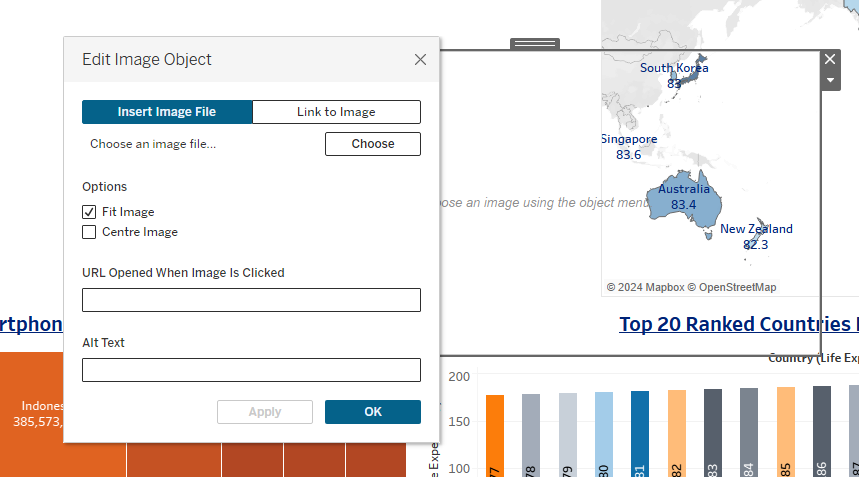 Edit Image Object
Insert Image File
Link to Image
Choose an image file...
Choose
Options
Fit Image
Centre Image
URL Opened When Image Is Clicked
Alt Text
Apply
OK
South Korea
83
Singapore
83.6
Australia
83.4
New Zealand
82.3
ose an image using the object menu
© 2024 Mapbox © OpenStreetMap
rtphon
Top 20 Ranked Countries
Country (Life Exp
Indones
385,573,
200
150
100
e Expe
77
78
79
80
81
82
83
84
85
86
87